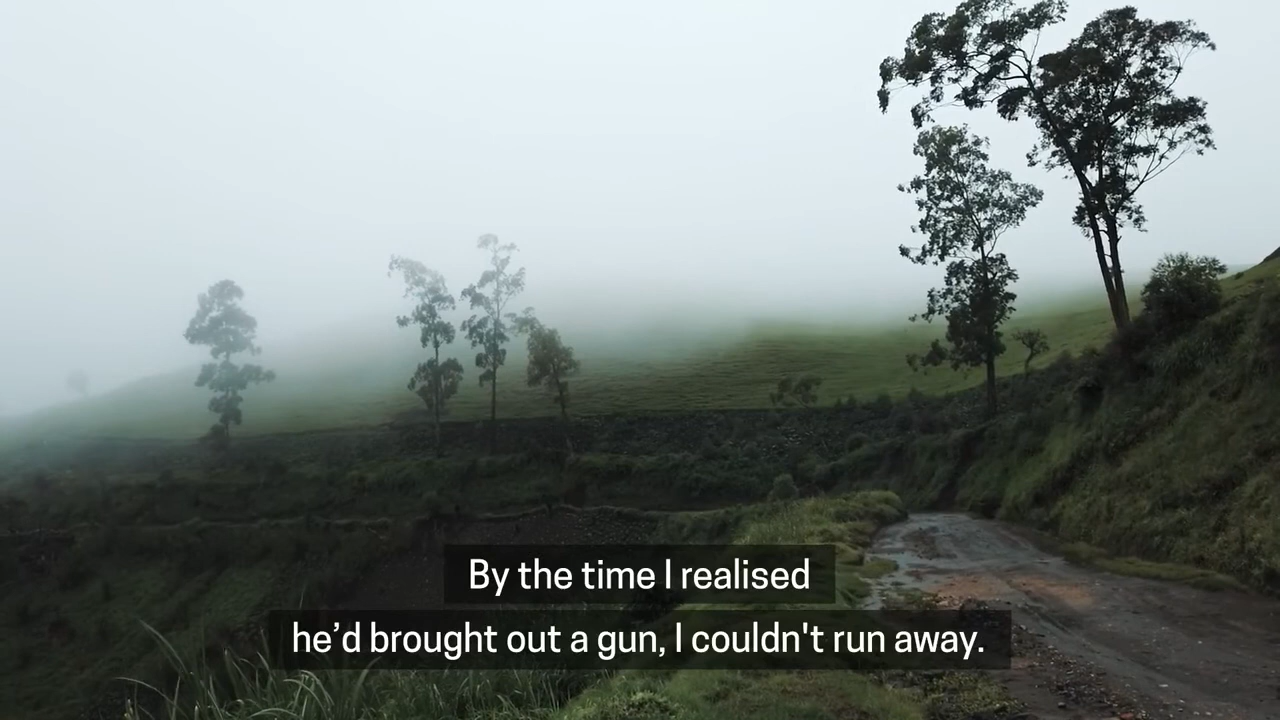 By the time I realised
he’d brought out a gun, I couldn't run away.